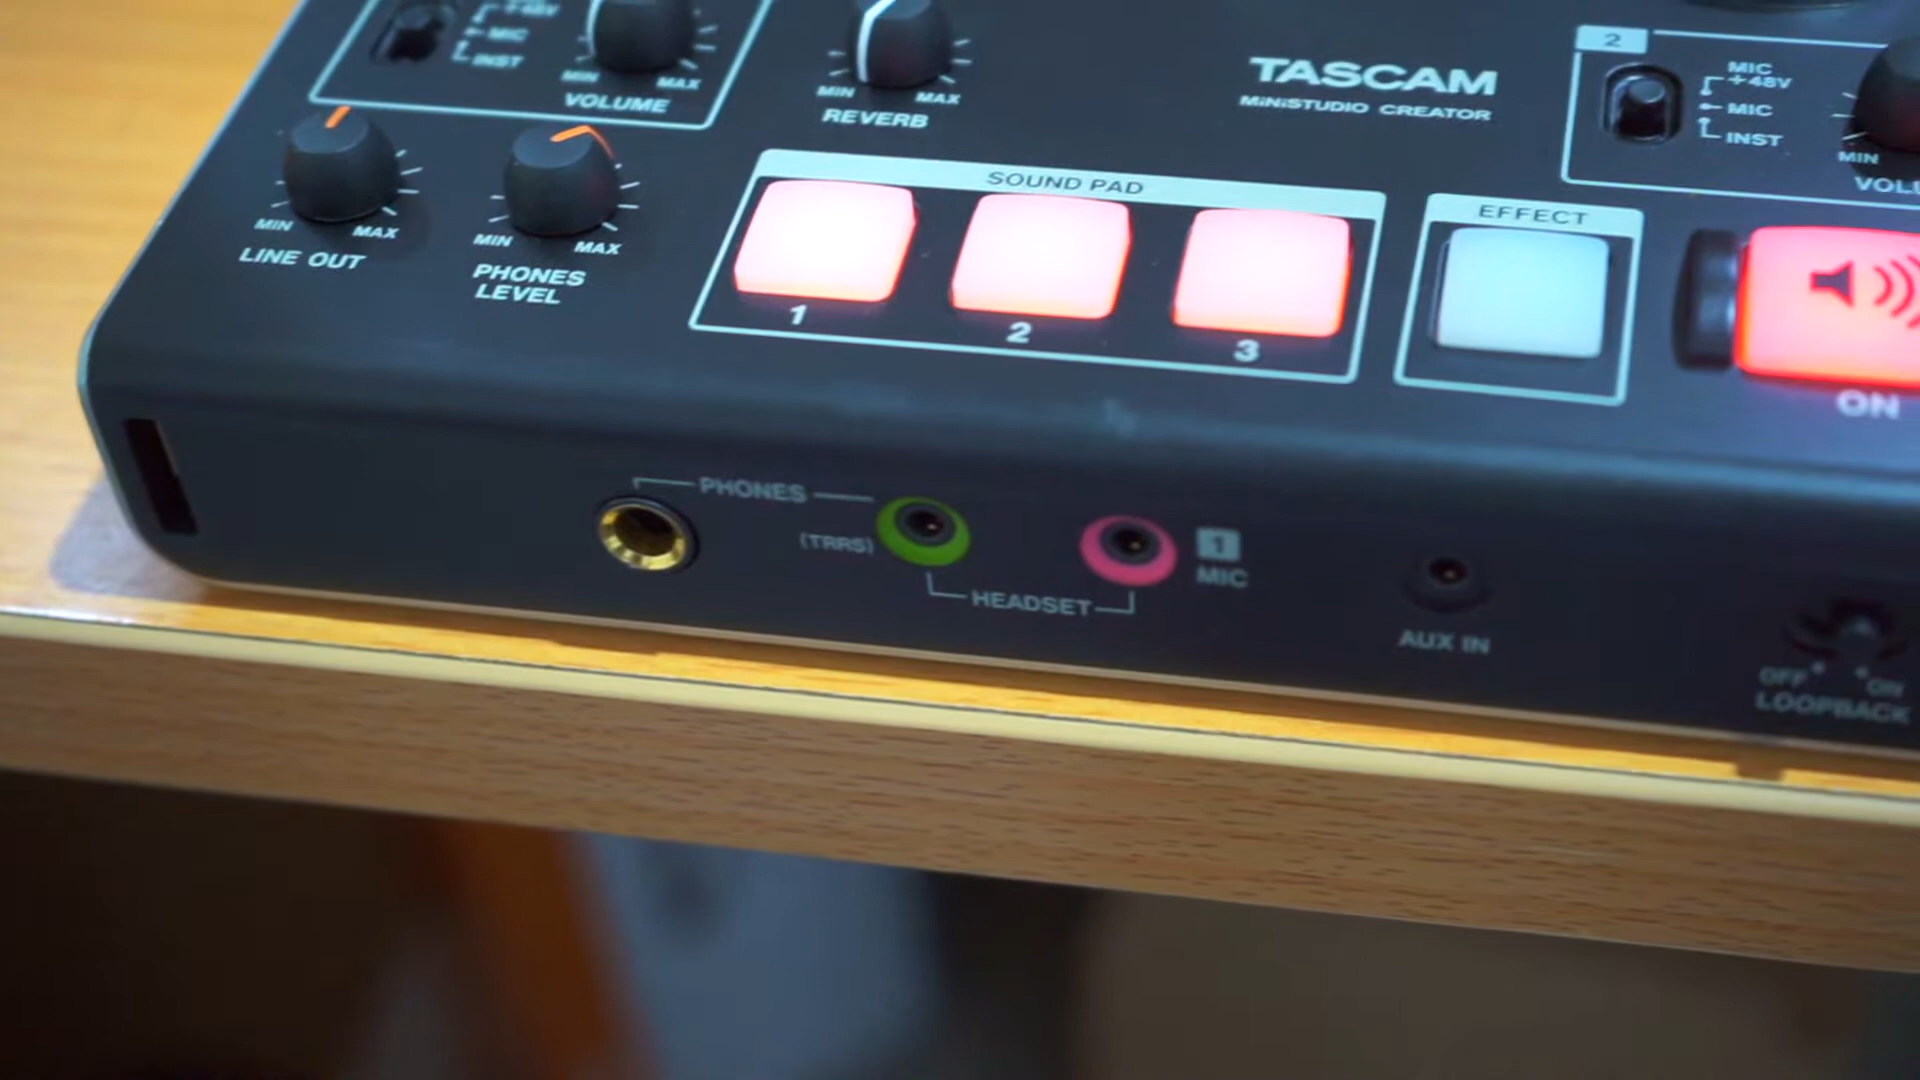 +48V
MIC
INST
MIN MAX
VOLUME
MIN MAX
REVERB
TASCAM
MiNiSTUDIO CREATOR
2
MIC
+48V
MIC
INST
MIN
VOLU
MIN MAX
LINE OUT
MIN MAX
PHONES
LEVEL
SOUND PAD
1 2 3
EFFECT
ON
PHONES
(TRRS)
HEADSET
1
MIC
AUX IN
OFF ON
LOOPBACK